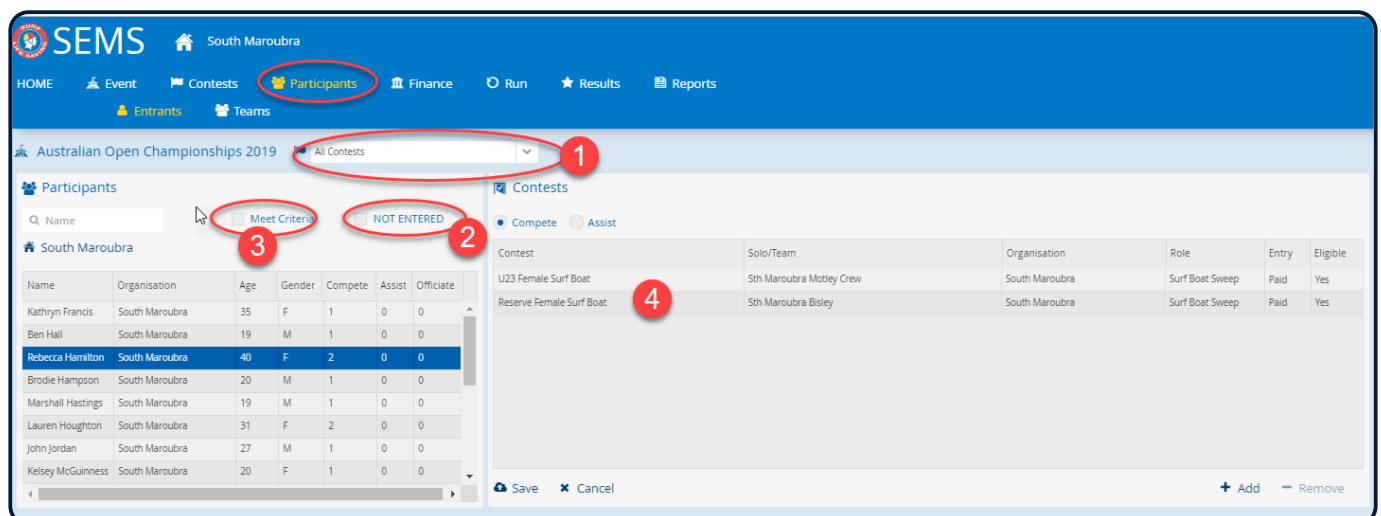 SEMS South Maroubra
HOME Event Contests Participants Finance Run Results Reports
Entrants Teams
Australian Open Championships 2019 All Contests 1
Participants
Name Meet Criteria NOT ENTERED
3 2
South Maroubra
Name Organisation Age Gender Compete Assist Officiate
Kathryn Francis South Maroubra 35 F 1 0 0
Ben Hall South Maroubra 19 M 1 0 0
Rebecca Hamilton South Maroubra 40 F 2 0 0
Brodie Hampson South Maroubra 20 M 1 0 0
Marshall Hastings South Maroubra 19 M 1 0 0
Lauren Houghton South Maroubra 31 F 2 0 0
John Jordan South Maroubra 27 M 1 0 0
Kelsey McGuinness South Maroubra 20 F 1 0 0
Contests
Compete Assist
Contest Solo/Team Organisation Role Entry Eligible
U23 Female Surf Boat Sth Maroubra Motley Crew South Maroubra Surf Boat Sweep Paid Yes
Reserve Female Surf Boat 4 Sth Maroubra Bisley South Maroubra Surf Boat Sweep Paid Yes
Save Cancel + Add − Remove